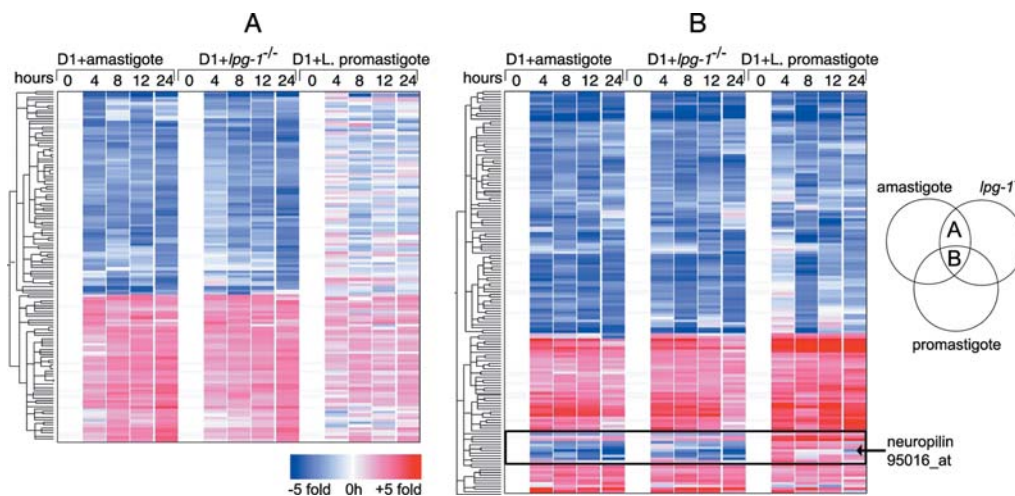 A
D1+amastigote D1+lpg-1-/- D1+L. promastigote
hours 0 4 8 12 24 0 4 8 12 24 0 4 8 12 24
-5 fold 0h +5 fold
B
D1+amastigote D1+lpg-1-/- D1+L. promastigote
hours 0 4 8 12 24 0 4 8 12 24 0 4 8 12 24
amastigote lpg-1
A
B
promastigote
neuropilin
95016_at